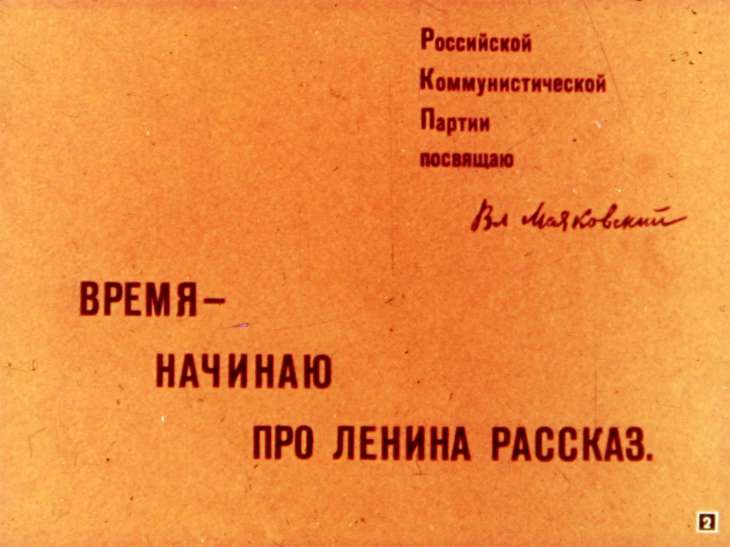 Российской
Коммунистической
Партии
посвящаю
Вл Маяковский
ВРЕМЯ–
НАЧИНАЮ
ПРО ЛЕНИНА РАССКАЗ.
2